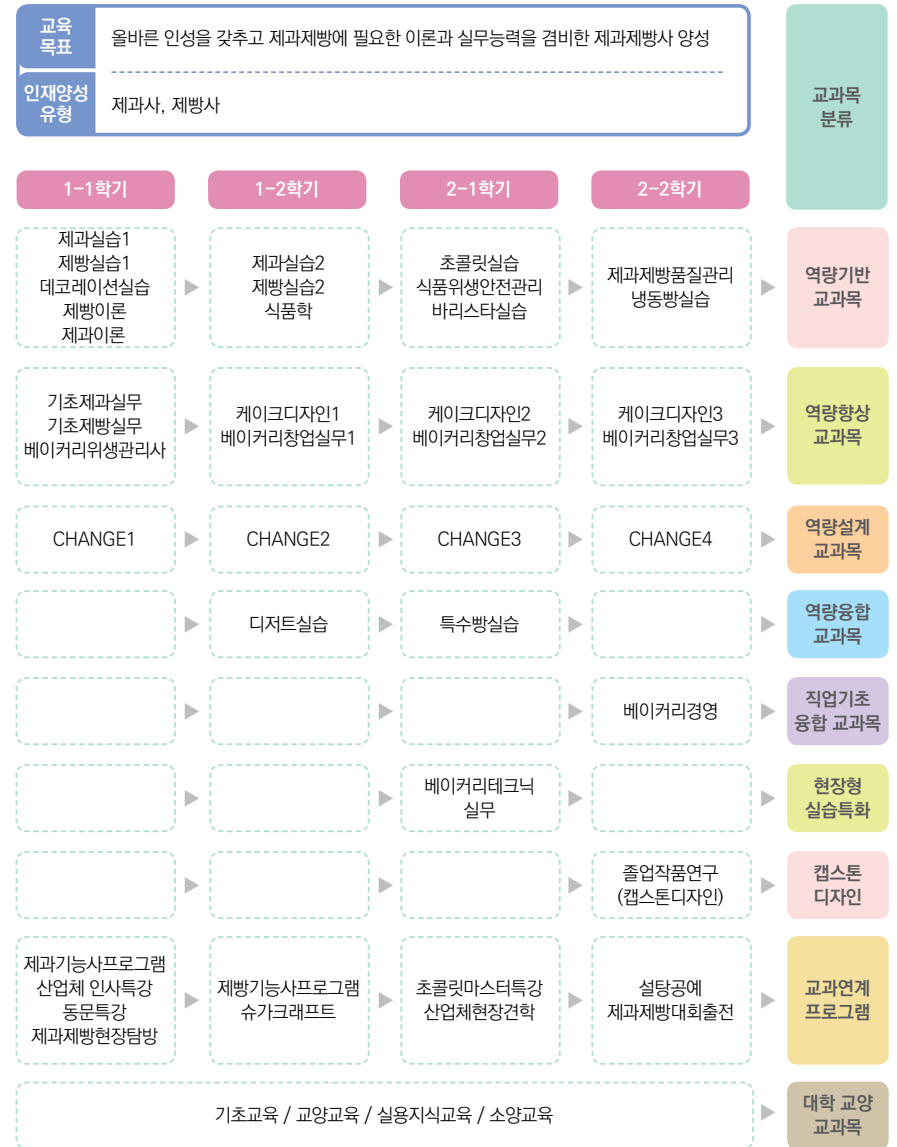 교육
목표
올바른 인성을 갖추고 제과제빵에 필요한 이론과 실무능력을 겸비한 제과제빵사 양성
인재양성
유형
제과사, 제빵사
교과목
분류
1-1학기
1-2학기
2-1학기
2-2학기
제과실습1
제빵실습1
데코레이션실습
제빵이론
제과이론
제과실습2
제빵실습2
식품학
초콜릿실습
식품위생안전관리
바리스타실습
제과제빵품질관리
냉동빵실습
역량기반
교과목
기초제과실무
기초제빵실무
베이커리위생관리사
케이크디자인1
베이커리창업실무1
케이크디자인2
베이커리창업실무2
케이크디자인3
베이커리창업실무3
역량향상
교과목
CHANGE1
CHANGE2
CHANGE3
CHANGE4
역량설계
교과목
디저트실습
특수빵실습
역량융합
교과목
베이커리경영
직업기초
융합 교과목
베이커리테크닉
실무
현장형
실습특화
졸업작품연구
(캡스톤디자인)
캡스톤
디자인
제과기능사프로그램
산업체 인사특강
동문특강
제과제빵현장탐방
제빵기능사프로그램
슈가크래프트
초콜릿마스터특강
산업체현장견학
설탕공예
제과제빵대회출전
교과연계
프로그램
기초교육 / 교양교육 / 실용지식교육 / 소양교육
대학 교양
교과목